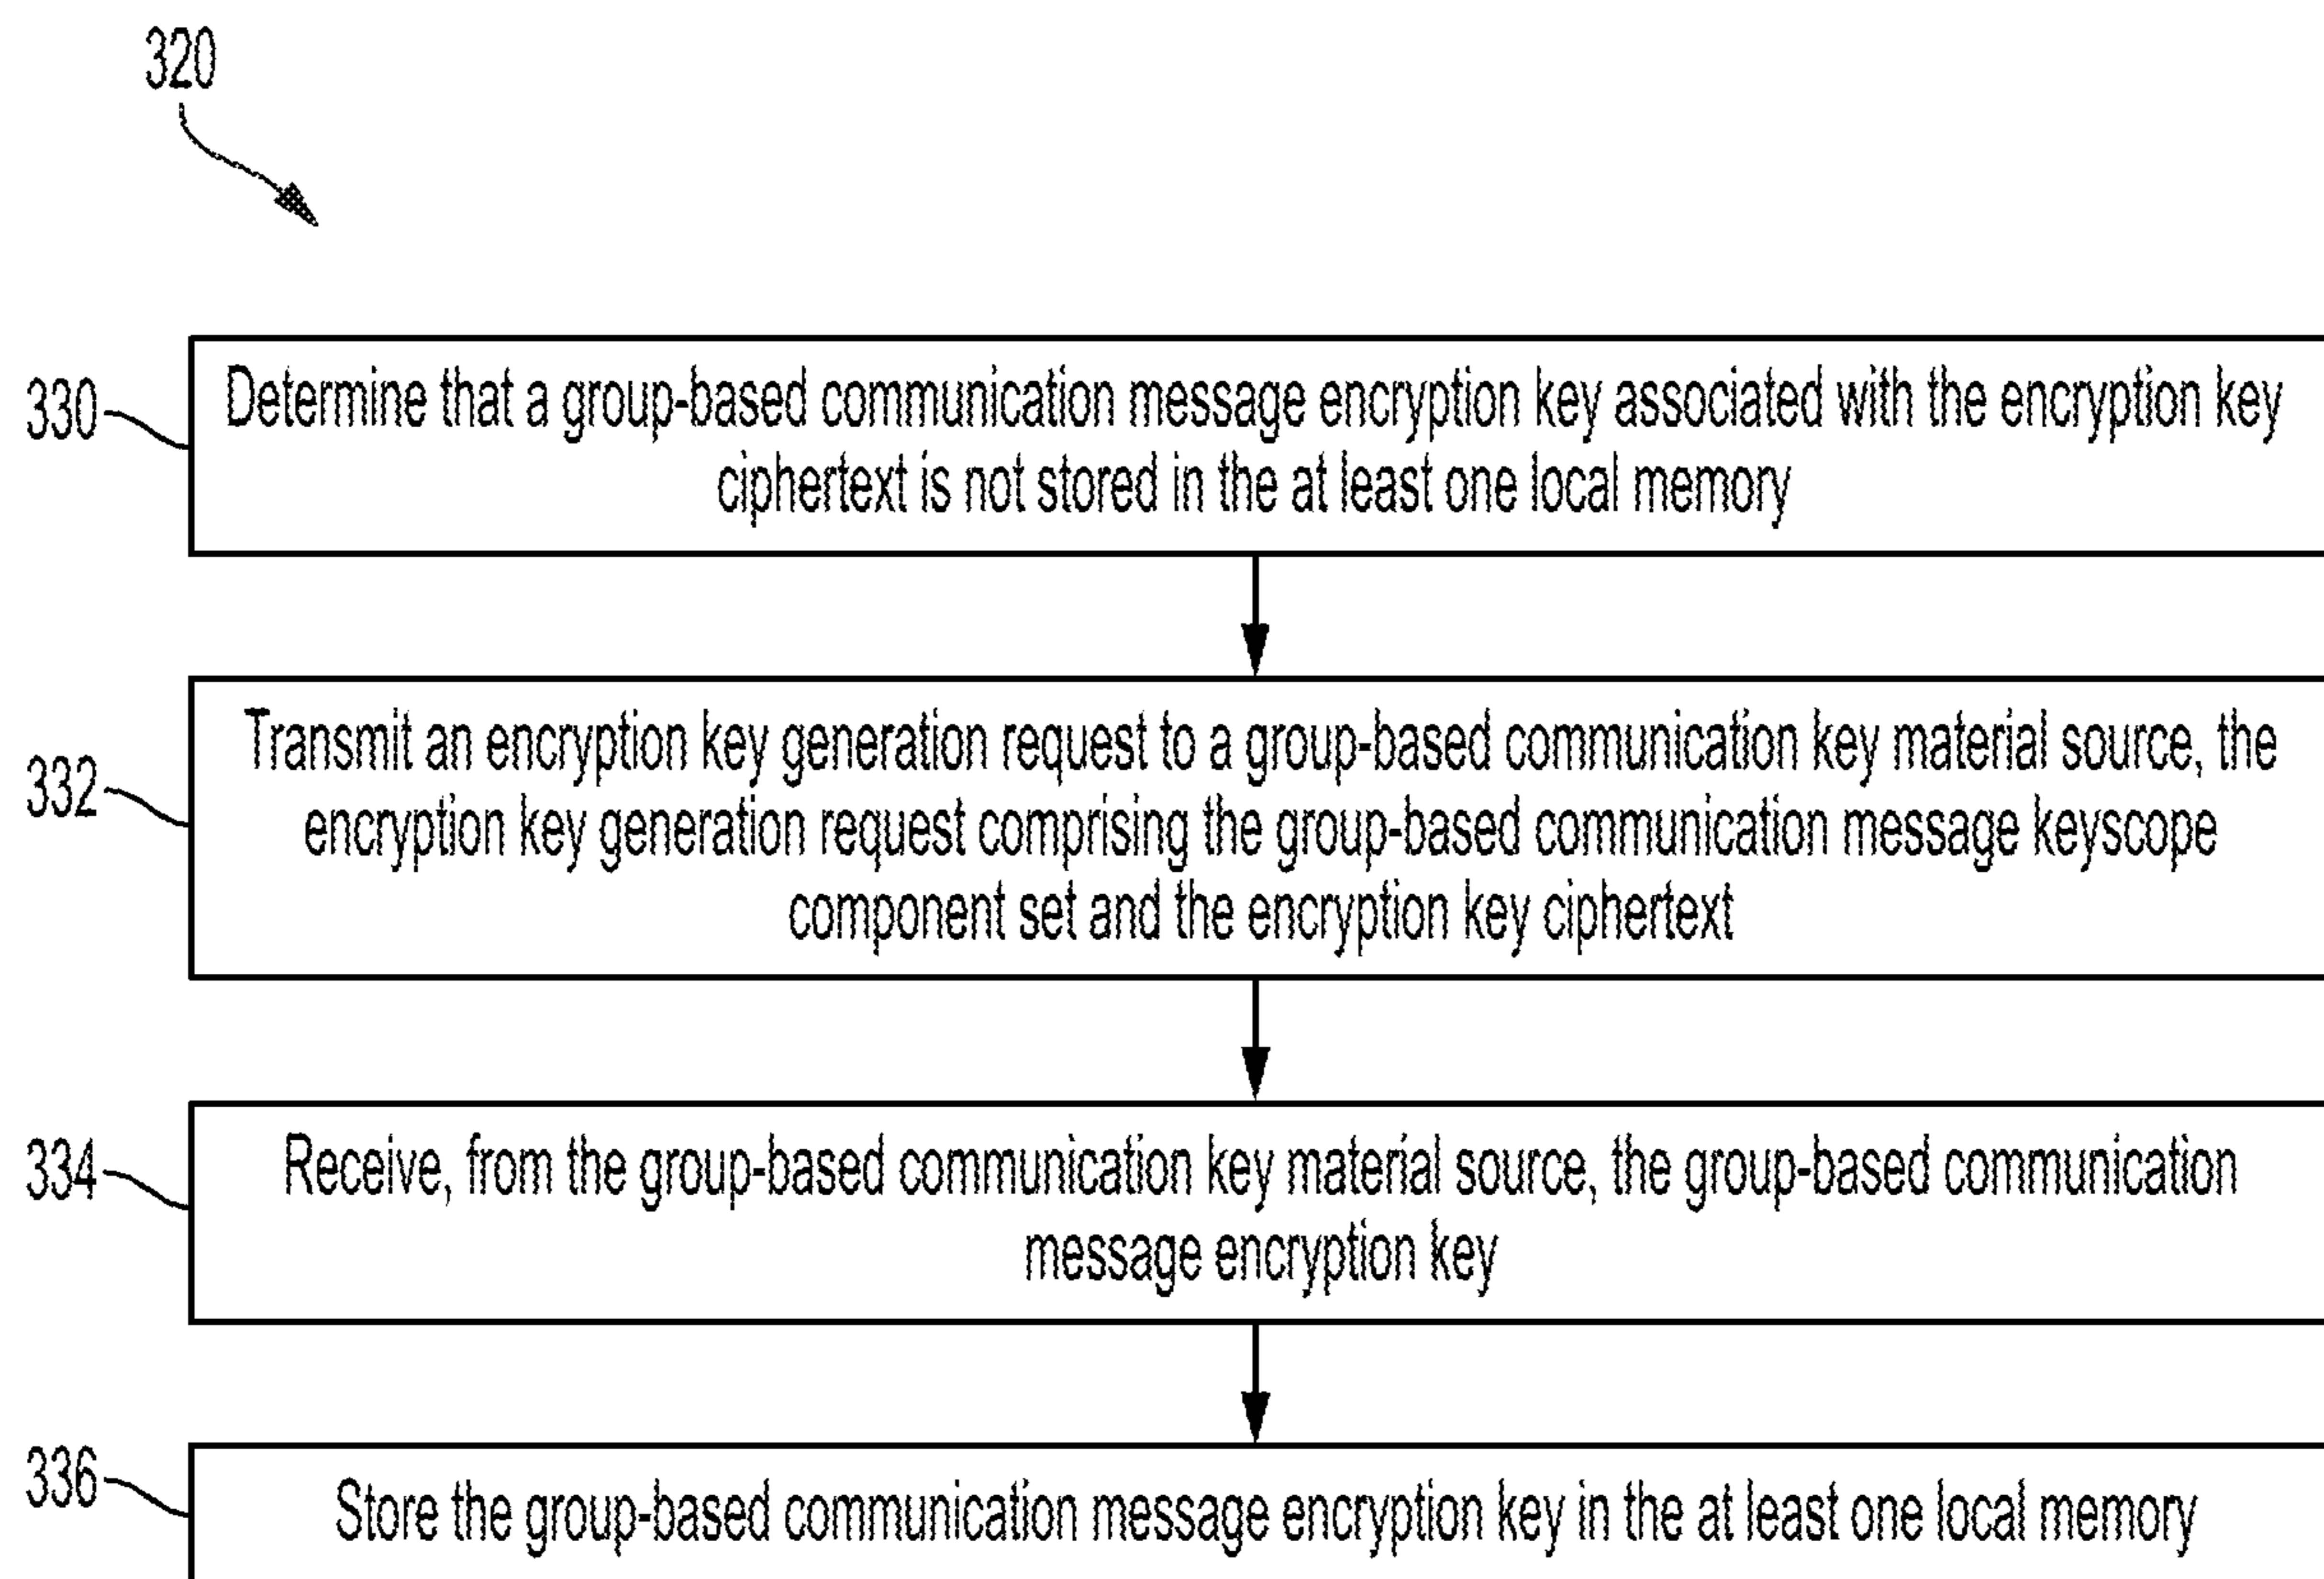 320
330
Determine that a group-based communication message encryption key associated with the encryption key
ciphertext is not stored in the at least one local memory
332
Transmit an encryption key generation request to a group-based communication key material source, the
encryption key generation request comprising the group-based communication message keyscope
component set and the encryption key ciphertext
334
Receive, from the group-based communication key material source, the group-based communication
message encryption key
336
Store the group-based communication message encryption key in the at least one local memory